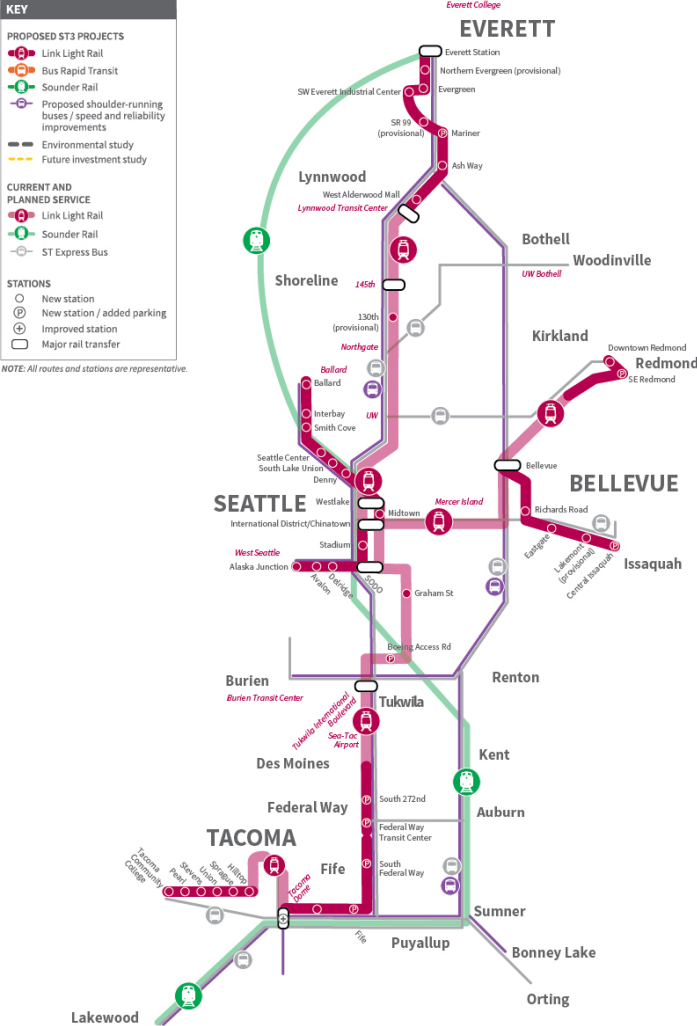 KEY
PROPOSED ST3 PROJECTS
Link Light Rail
Bus Rapid Transit
Sounder Rail
Proposed shoulder-running
buses / speed and reliability
improvements
Environmental study
Future investment study
CURRENT AND
PLANNED SERVICE
Link Light Rail
Sounder Rail
ST Express Bus
STATIONS
New station
P New station / added parking
Improved station
Major rail transfer
NOTE: All routes and stations are representative.
Everett College
EVERETT
Everett Station
Northern Evergreen (provisional)
SW Everett Industrial Center
Evergreen
SR 99
(provisional)
P Mariner
Ash Way
Lynnwood
West Alderwood Mall
Lynnwood Transit Center
Bothell
Woodinville
UW Bothell
Shoreline
145th
130th
(provisional)
Northgate
Kirkland
Downtown Redmond
Redmond
P SE Redmond
Ballard
Ballard
Interbay
Smith Cove
UW
Seattle Center
South Lake Union
Denny
Bellevue
BELLEVUE
SEATTLE
Westlake
Midtown
Mercer Island
International District/Chinatown
Richards Road
Eastgate
Lakemont
(provisional)
P
Central Issaquah
Issaquah
Stadium
West Seattle
Alaska Junction
Avalon
Delridge
SODO
Graham St
Boeing Access Rd
P
Burien
Burien Transit Center
Renton
Tukwila
Tukwila International
Boulevard
Sea-Tac
Airport
Des Moines
Kent
Federal Way
P South 272nd
Auburn
P Federal Way
Transit Center
TACOMA
Fife
P South
Federal Way
Tacoma
Community
College
Pearl
Stevens
Union
Sprague
Hilltop
Tacoma
Dome
P
Fife
Sumner
Puyallup
Bonney Lake
Orting
Lakewood